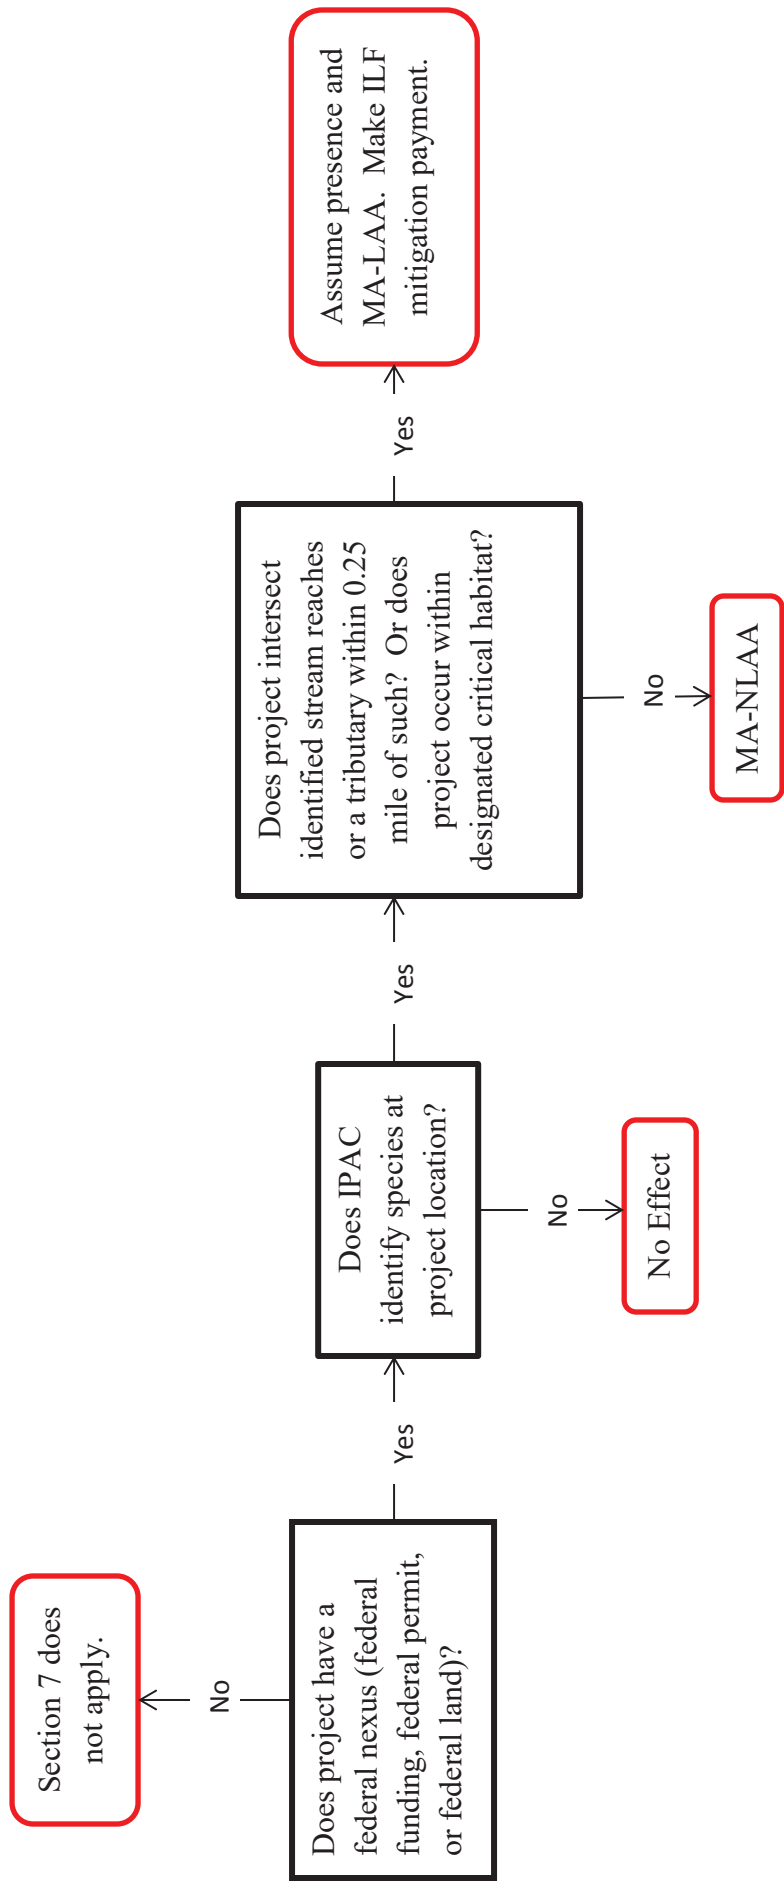 Section 7 does
not apply.
No
Does project have a
federal nexus (federal
funding, federal permit,
or federal land)?
Yes
Does IPAC
identify species at
project location?
No
No Effect
Yes
Does project intersect
identified stream reaches
or a tributary within 0.25
mile of such?  Or does
project occur within
designated critical habitat?
No
MA-NLAA
Yes
Assume presence and
MA-LAA.  Make ILF
mitigation payment.